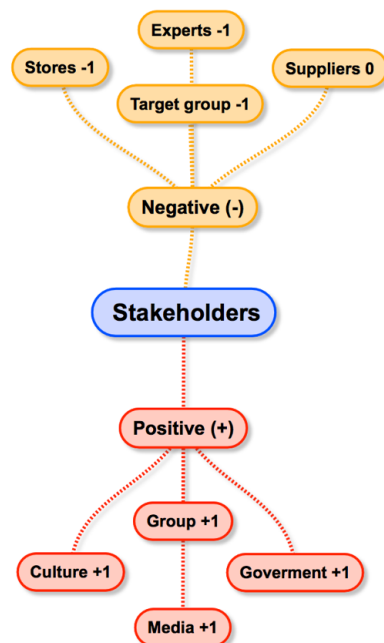 Experts -1
Stores -1
Suppliers 0
Target group -1
Negative (-)
Stakeholders
Positive (+)
Group +1
Culture +1
Goverment +1
Media +1